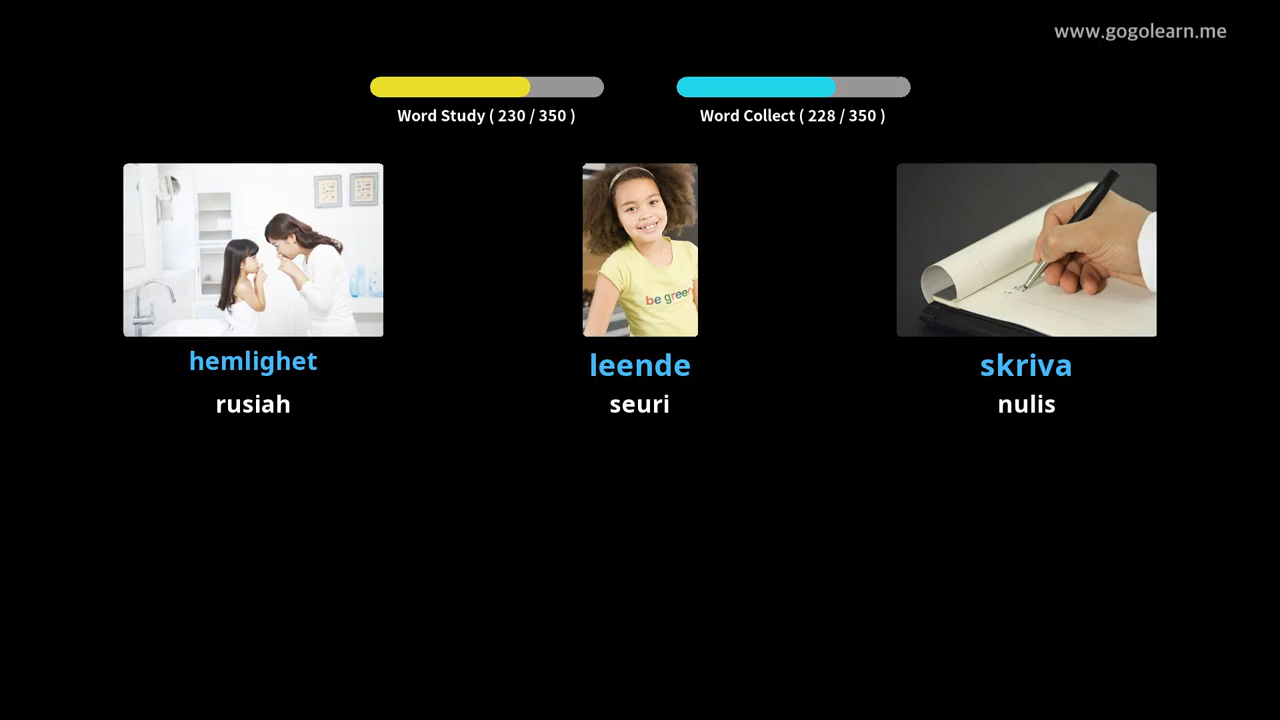 www.gogolearn.me
Word Study ( 230 / 350 )
Word Collect ( 228 / 350 )
be green
hemlighet
leende
skriva
rusiah
seuri
nulis